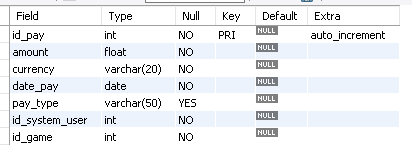 Field Type Null Key Default Extra
id_pay int NO PRI NULL auto_increment
amount float NO NULL
currency varchar(20) NO NULL
date_pay date NO NULL
pay_type varchar(50) YES NULL
id_system_user int NO NULL
id_game int NO NULL